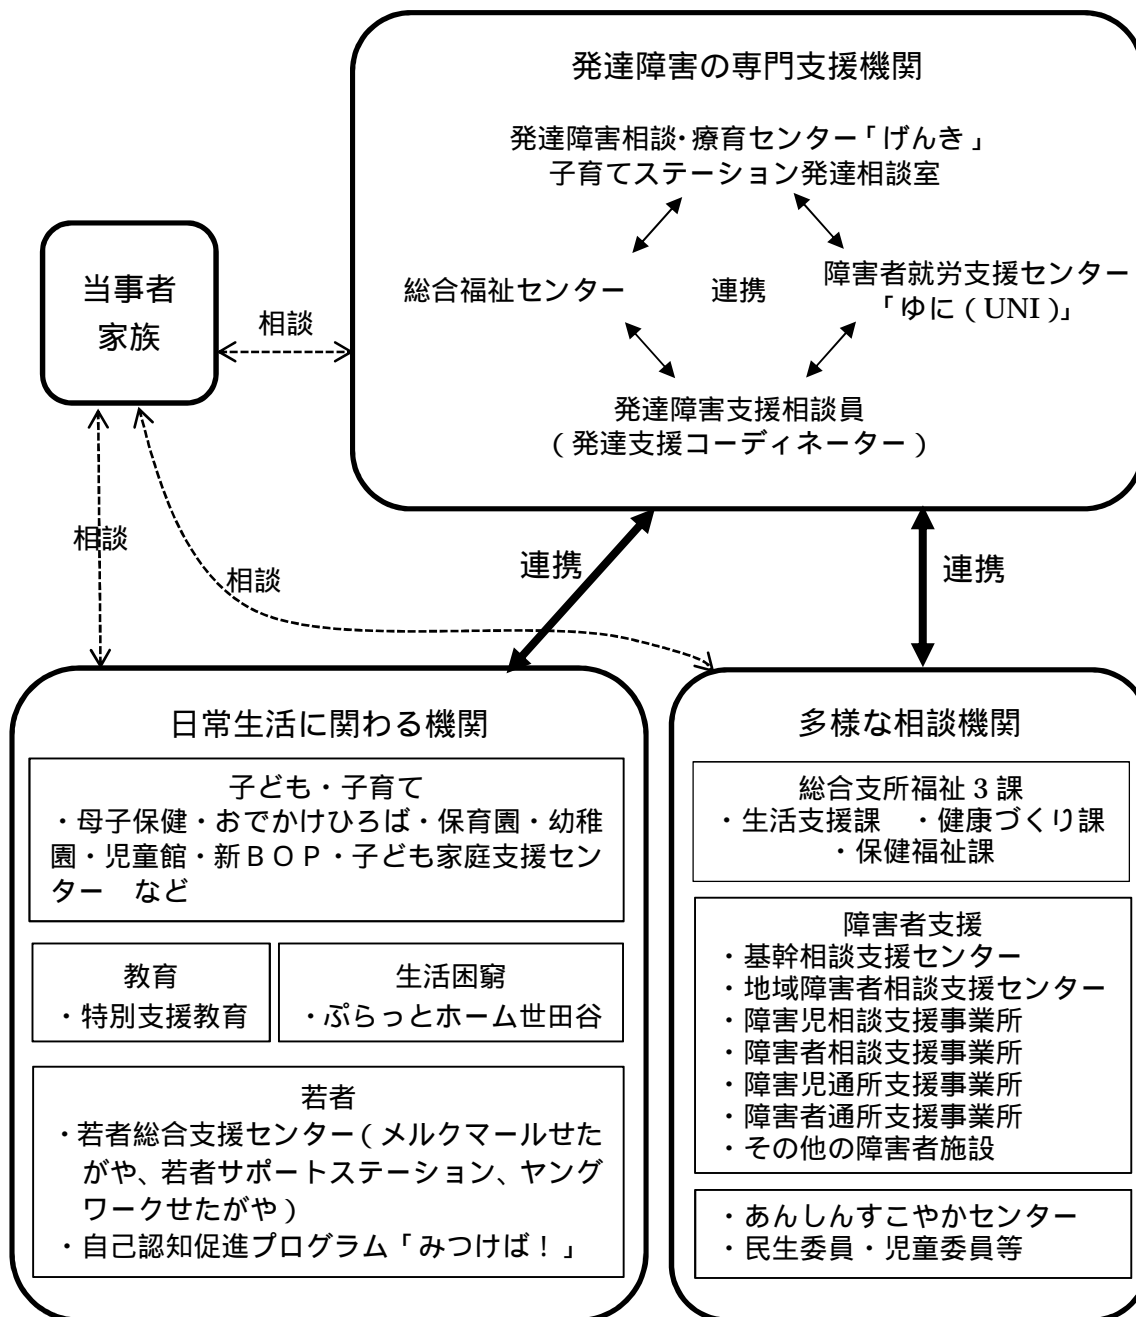 発達障害の専門支援機関
発達障害相談・療育センター「げんき」
子育てステーション発達相談室
総合福祉センター
連携
障害者就労支援センター
「ゆに(UNI)」
発達障害支援相談員
(発達支援コーディネーター)
当事者
家族
相談
相談
相談
連携
連携
日常生活に関わる機関
子ども・子育て
・母子保健・おでかけひろば・保育園・幼稚
園・児童館・新BOP・子ども家庭支援セン
ター　など
教育
・特別支援教育
生活困窮
・ぷらっとホーム世田谷
若者
・若者総合支援センター(メルクマールせた
がや、若者サポートステーション、ヤング
ワークせたがや)
・自己認知促進プログラム「みつけば!」
多様な相談機関
総合支所福祉3課
・生活支援課　・健康づくり課
・保健福祉課
障害者支援
・基幹相談支援センター
・地域障害者相談支援センター
・障害児相談支援事業所
・障害者相談支援事業所
・障害児通所支援事業所
・障害者通所支援事業所
・その他の障害者施設
・あんしんすこやかセンター
・民生委員・児童委員等